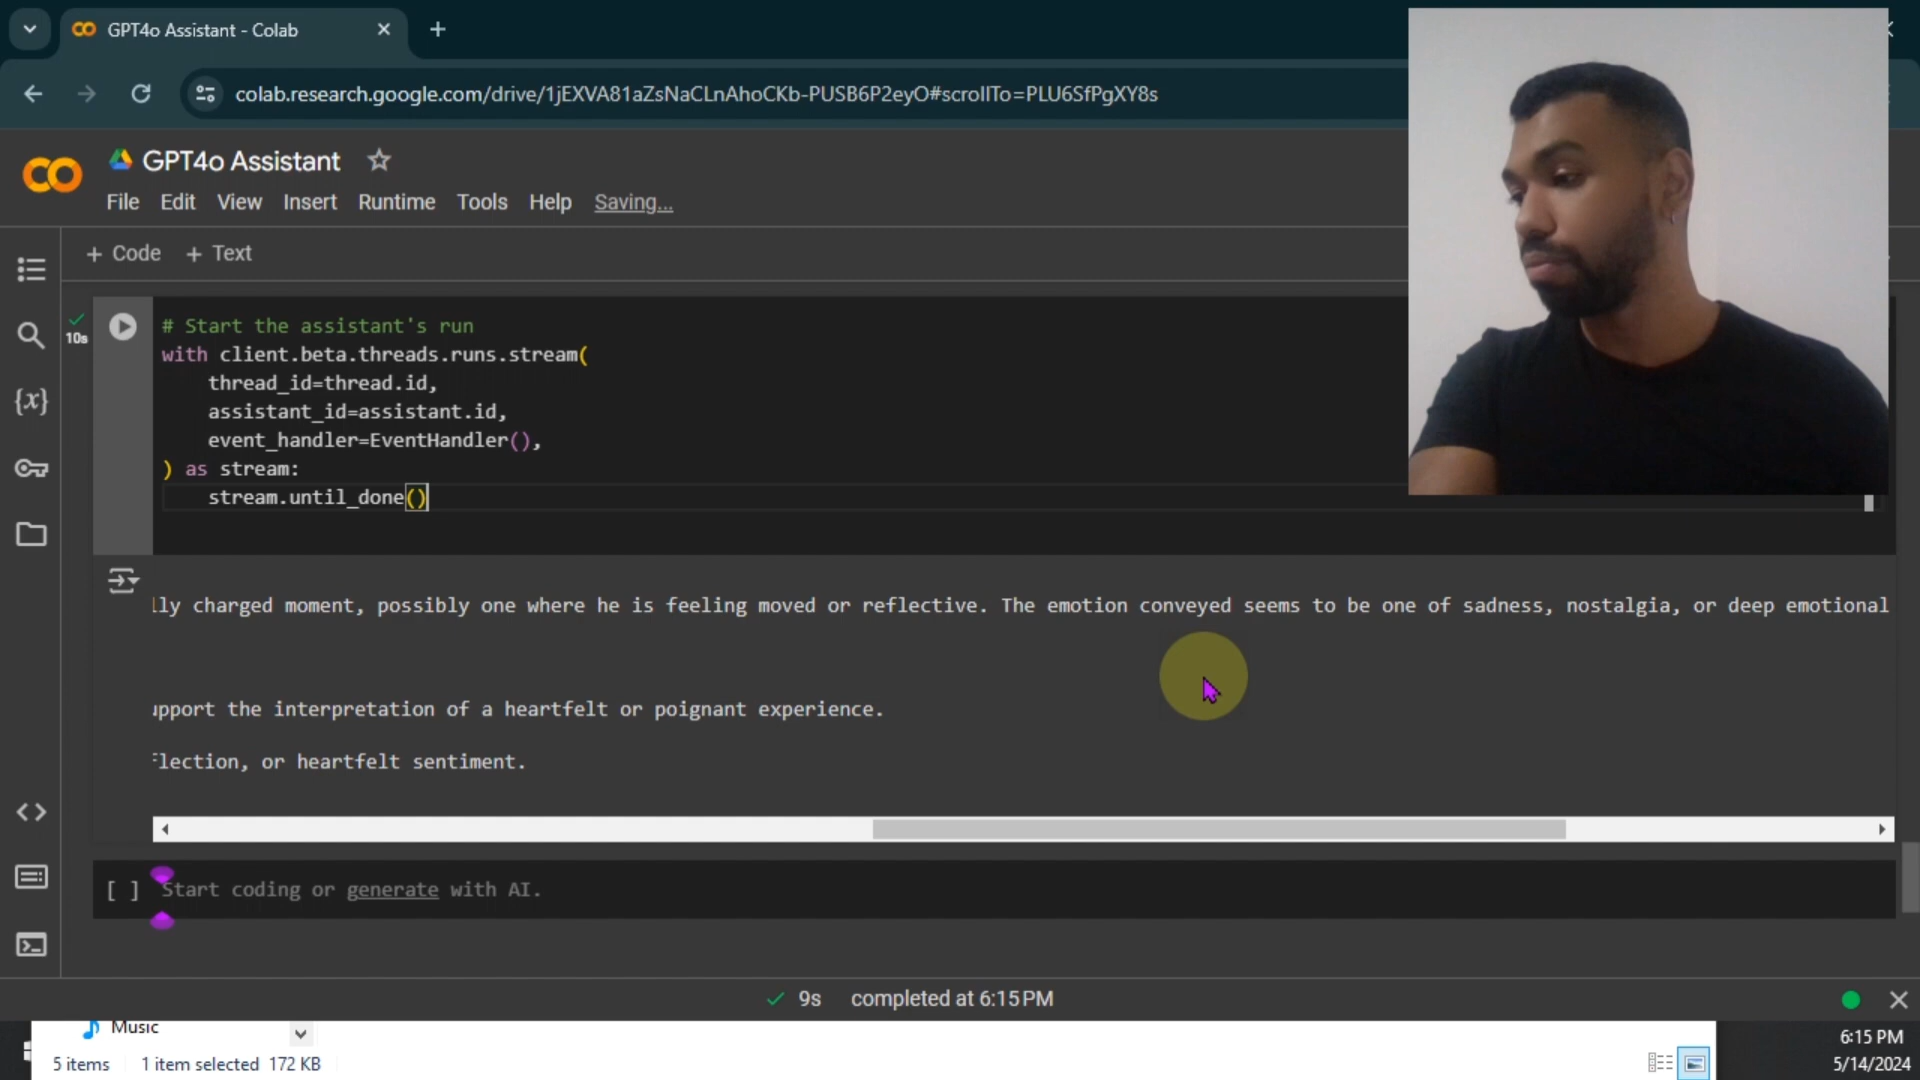 GPT4o Assistant - Colab
colab.research.google.com/drive/1jEXVA81aZsNaCLnAhoCKb-PUSB6P2eyO#scrollTo=PLU6SfPgXY8s
GPT4o Assistant
File Edit View Insert Runtime Tools Help Saving...
+ Code + Text
10s
# Start the assistant's run
with client.beta.threads.runs.stream(
    thread_id=thread.id,
    assistant_id=assistant.id,
    event_handler=EventHandler(),
) as stream:
    stream.until_done()
lly charged moment, possibly one where he is feeling moved or reflective. The emotion conveyed seems to be one of sadness, nostalgia, or deep emotional
upport the interpretation of a heartfelt or poignant experience.
flection, or heartfelt sentiment.
[ ] Start coding or generate with AI.
9s completed at 6:15 PM
Music
5 items 1 item selected 172 KB
6:15 PM
5/14/2024